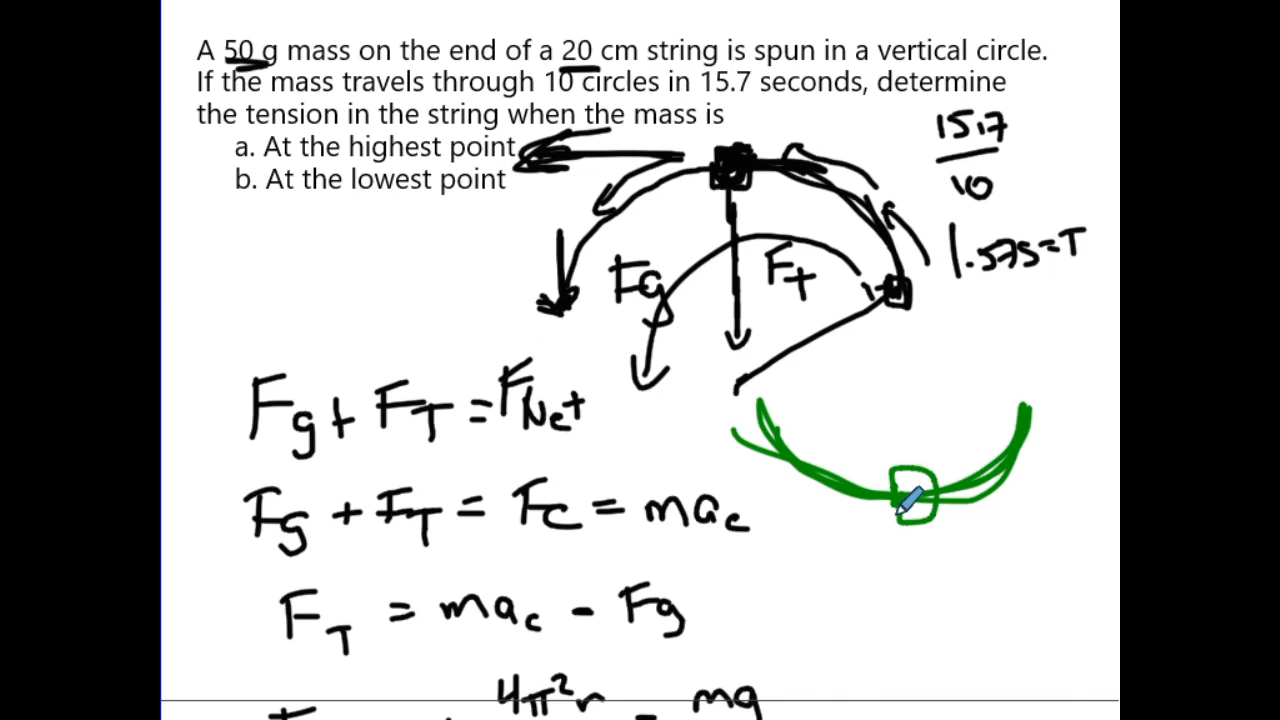 A 50 g mass on the end of a 20 cm string is spun in a vertical circle.
If the mass travels through 10 circles in 15.7 seconds, determine
the tension in the string when the mass is
a. At the highest point
b. At the lowest point
15.7
10
1.57s=T
Fg
F+
Fg + FT = FNet
Fg + FT = Fc = mac
FT = mac - Fg
4π²r
mg